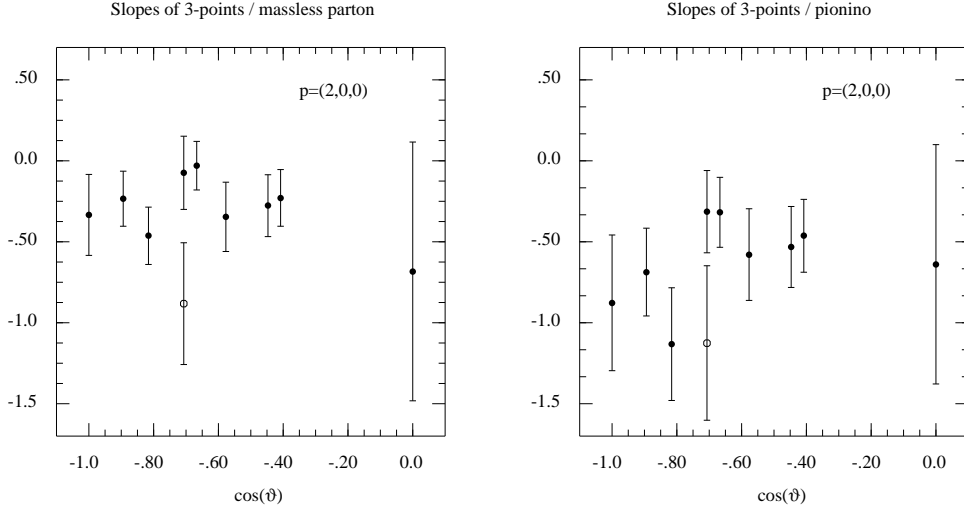 Slopes of 3-points / massless parton
p=(2,0,0)
.50
0.0
-.50
-1.0
-1.5
-1.0 -.80 -.60 -.40 -.20 0.0
cos(ϑ)
Slopes of 3-points / pionino
p=(2,0,0)
.50
0.0
-.50
-1.0
-1.5
-1.0 -.80 -.60 -.40 -.20 0.0
cos(ϑ)